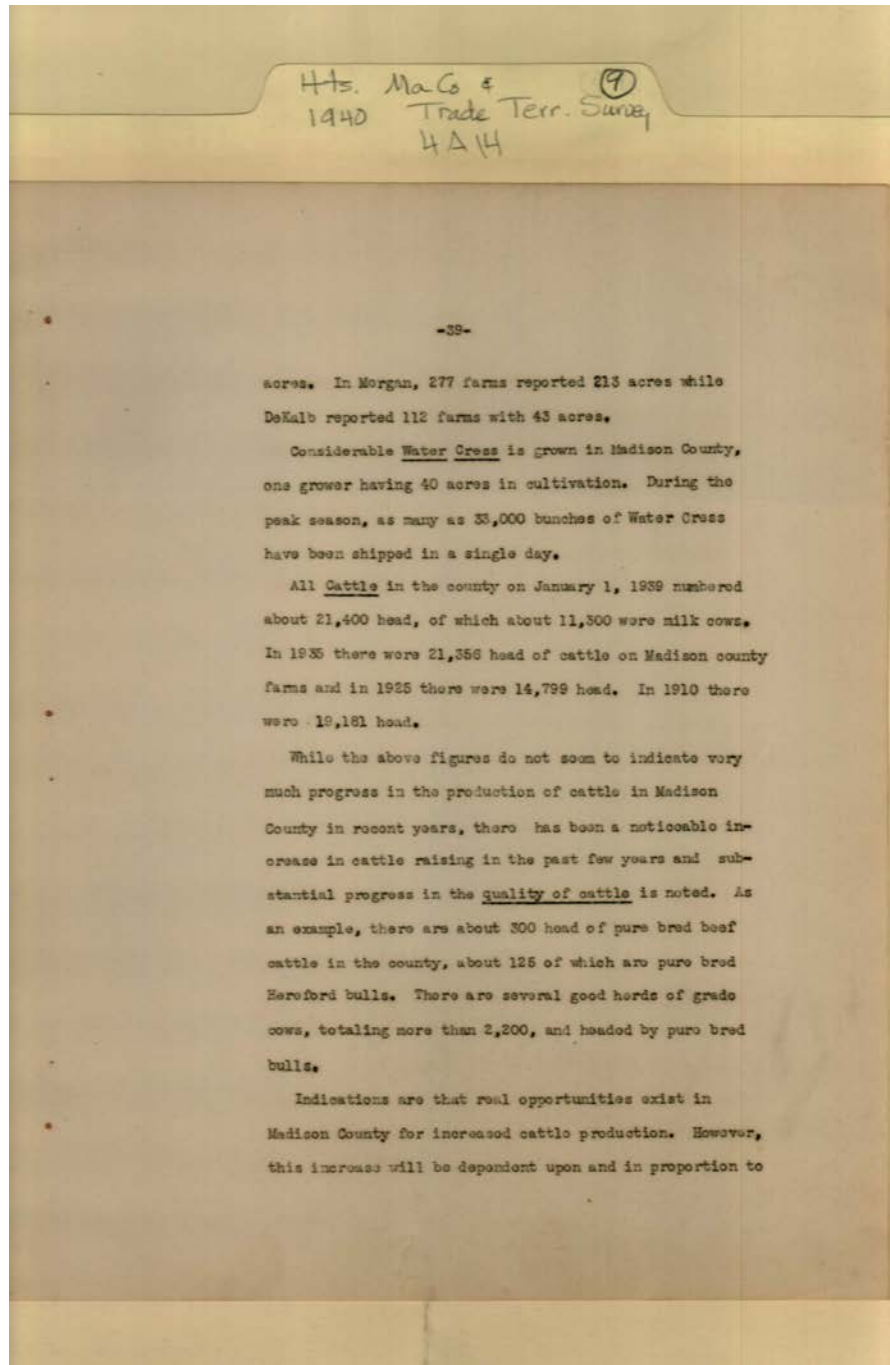 Hts. Ma Co & 9
1940 Trade Terr. Survey
4 A 14
-39-
acres. In Morgan, 277 farms reported 213 acres while
DeKalb reported 112 farms with 43 acres.
Considerable Water Cress is grown in Madison County,
one grower having 40 acres in cultivation. During the
peak season, as many as 33,000 bunches of Water Cress
have been shipped in a single day.
All Cattle in the county on January 1, 1939 numbered
about 21,400 head, of which about 11,300 were milk cows.
In 1935 there were 21,356 head of cattle on Madison county
farms and in 1925 there were 14,799 head. In 1910 there
were 19,181 head.
While the above figures do not seem to indicate very
much progress in the production of cattle in Madison
County in recent years, there has been a noticeable in-
crease in cattle raising in the past few years and sub-
stantial progress in the quality of cattle is noted. As
an example, there are about 300 head of pure bred beef
cattle in the county, about 125 of which are pure bred
Hereford bulls. There are several good herds of grade
cows, totaling more than 2,200, and headed by pure bred
bulls.
Indications are that real opportunities exist in
Madison County for increased cattle production. However,
this increase will be dependent upon and in proportion to